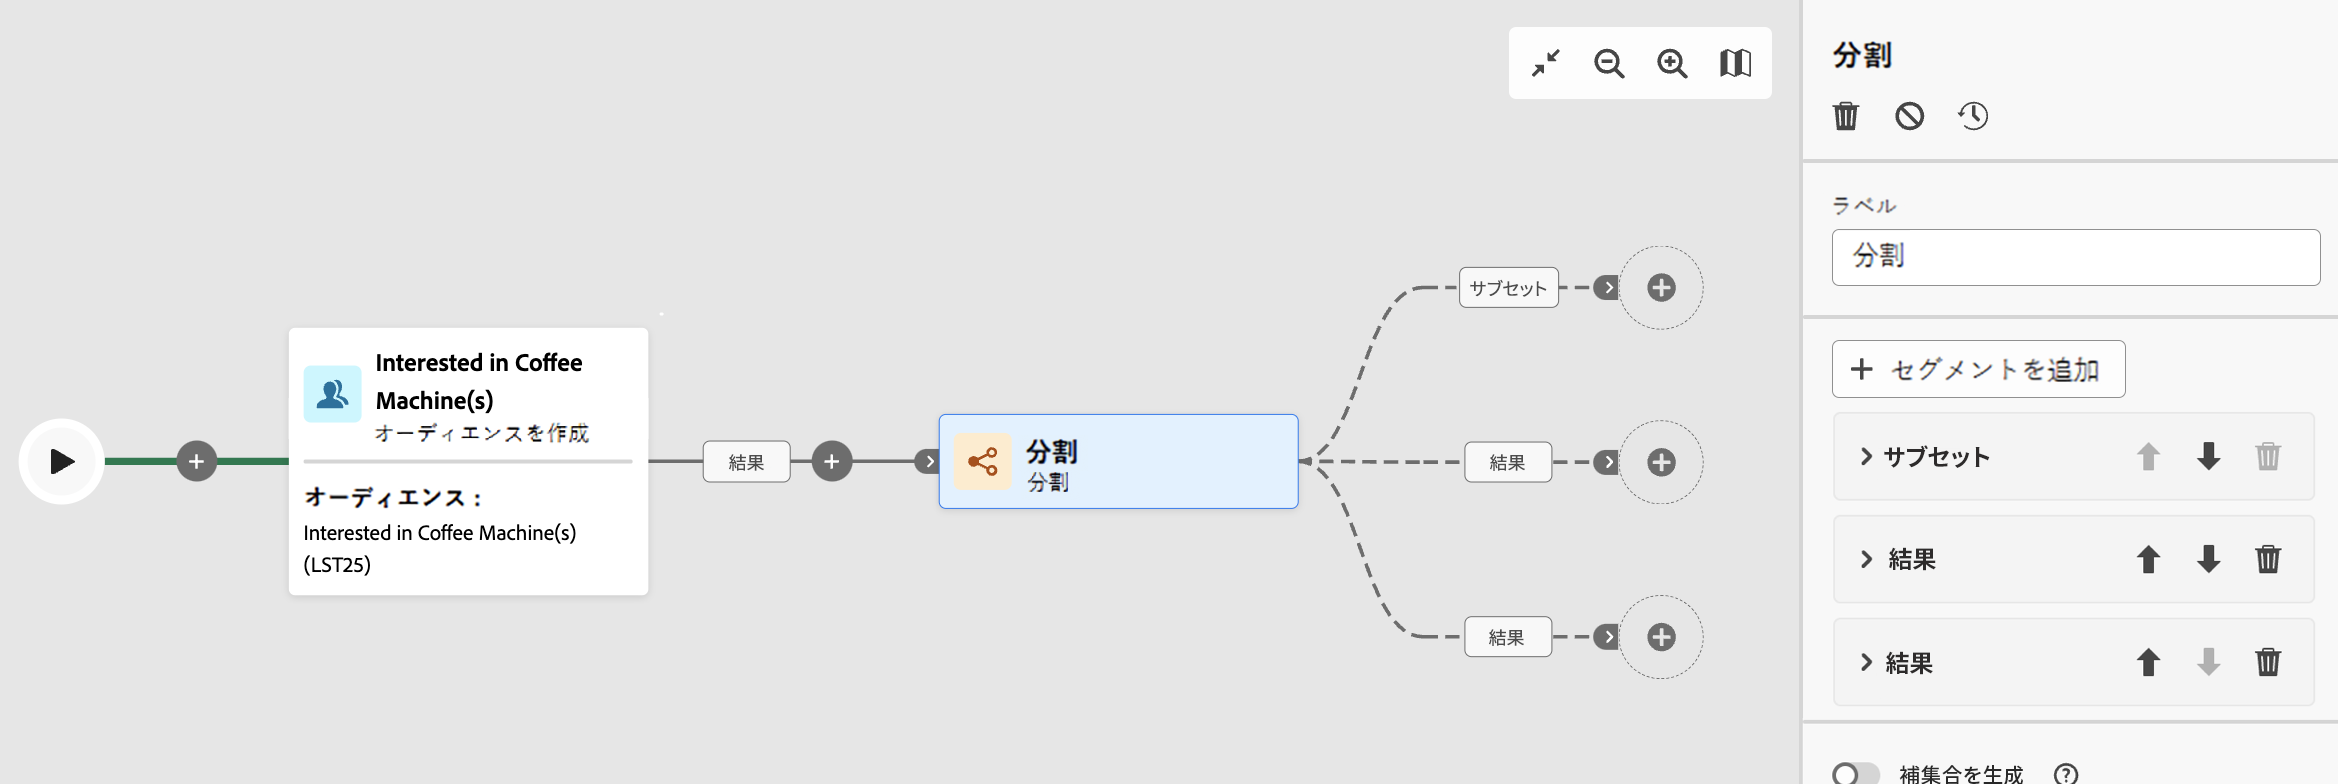 Interested in Coffee
Machine(s)
オーディエンスを作成
オーディエンス：
Interested in Coffee Machine(s)
(LST25)
結果
分割
分割
サブセット
結果
結果
分割
ラベル
分割
セグメントを追加
サブセット
結果
結果
補集合を生成